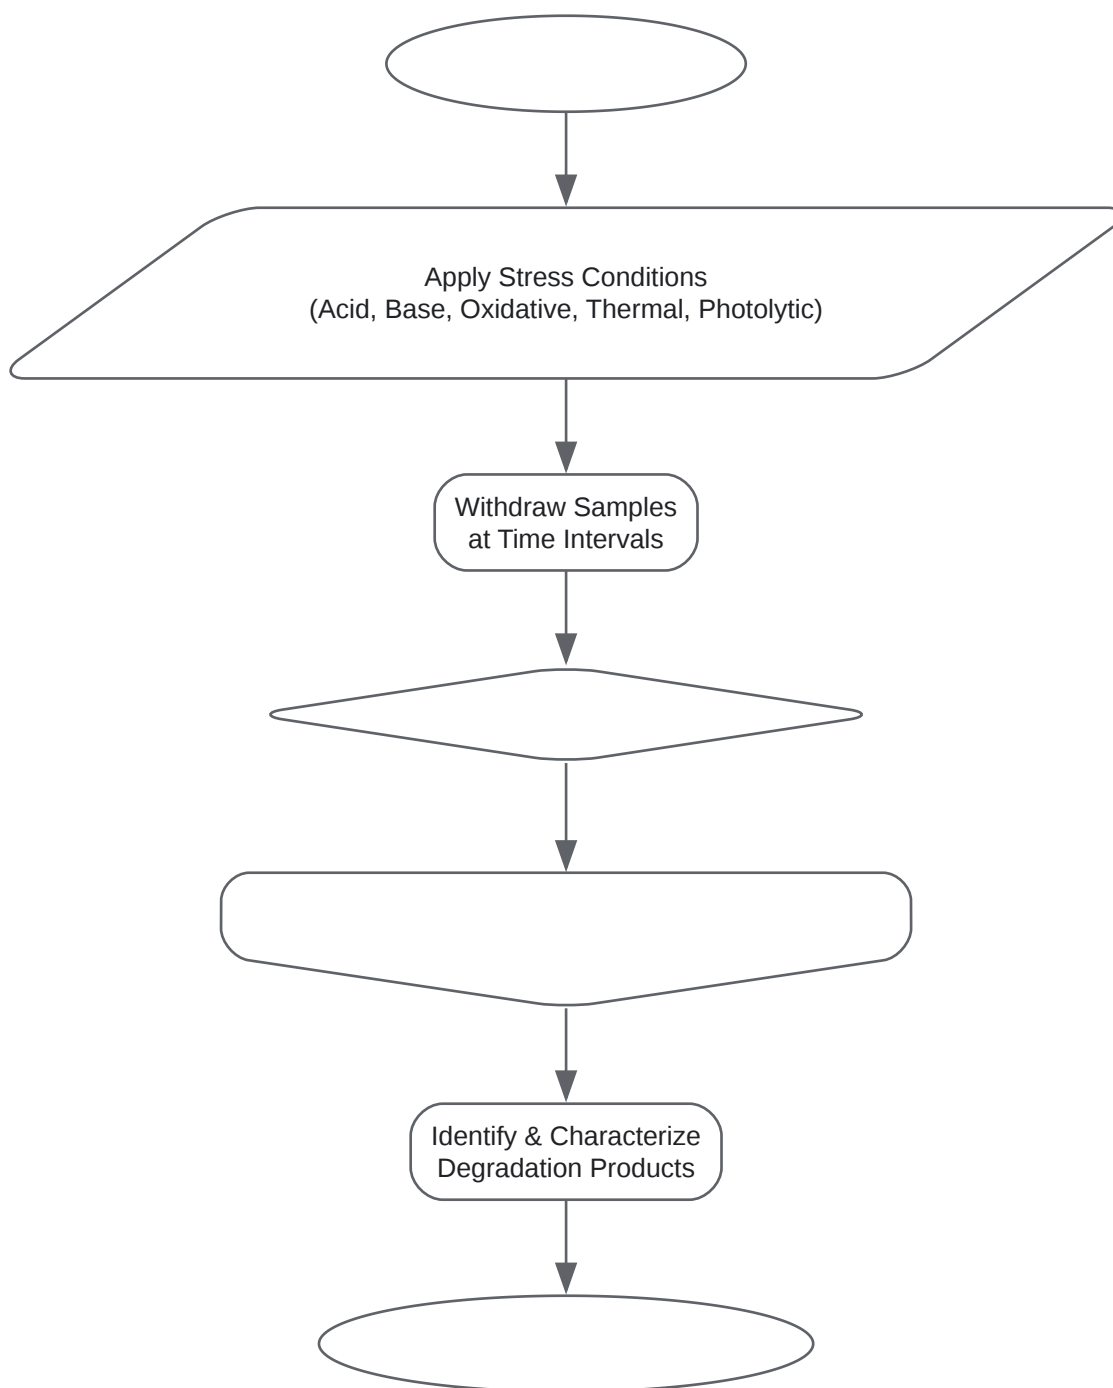 Apply Stress Conditions
(Acid, Base, Oxidative, Thermal, Photolytic)
Withdraw Samples
at Time Intervals
Identify & Characterize
Degradation Products